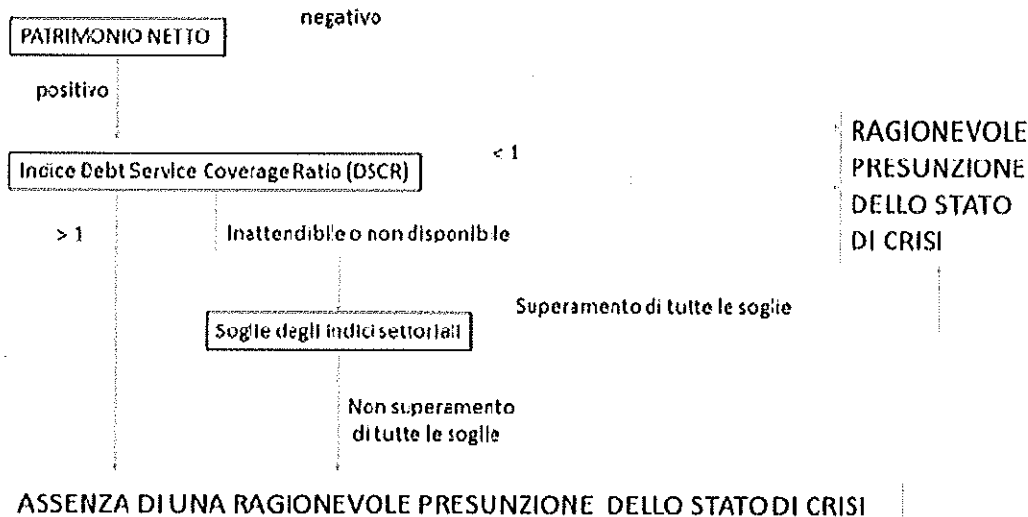 negativo
PATRIMONIO NETTO
positivo
< 1
Indice Debt Service Coverage Ratio (DSCR)
RAGIONEVOLE
PRESUNZIONE
DELLO STATO
DI CRISI
> 1
Inattendibile o non disponibile
Superamento di tutte le soglie
Soglie degli indici settoriali
Non superamento
di tutte le soglie
ASSENZA DI UNA RAGIONEVOLE PRESUNZIONE DELLO STATO DI CRISI